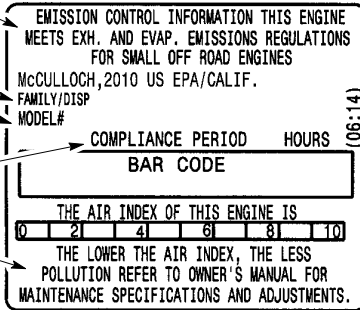 EMISSION CONTROL INFORMATION THIS ENGINE
MEETS EXH. AND EVAP. EMISSIONS REGULATIONS
FOR SMALL OFF ROAD ENGINES
McCULLOCH,2010 US EPA/CALIF.
FAMILY/DISP
MODEL#
COMPLIANCE PERIOD HOURS
(06:14)
BAR CODE
THE AIR INDEX OF THIS ENGINE IS
0 2 4 6 8 10
THE LOWER THE AIR INDEX, THE LESS
POLLUTION REFER TO OWNER'S MANUAL FOR
MAINTENANCE SPECIFICATIONS AND ADJUSTMENTS.